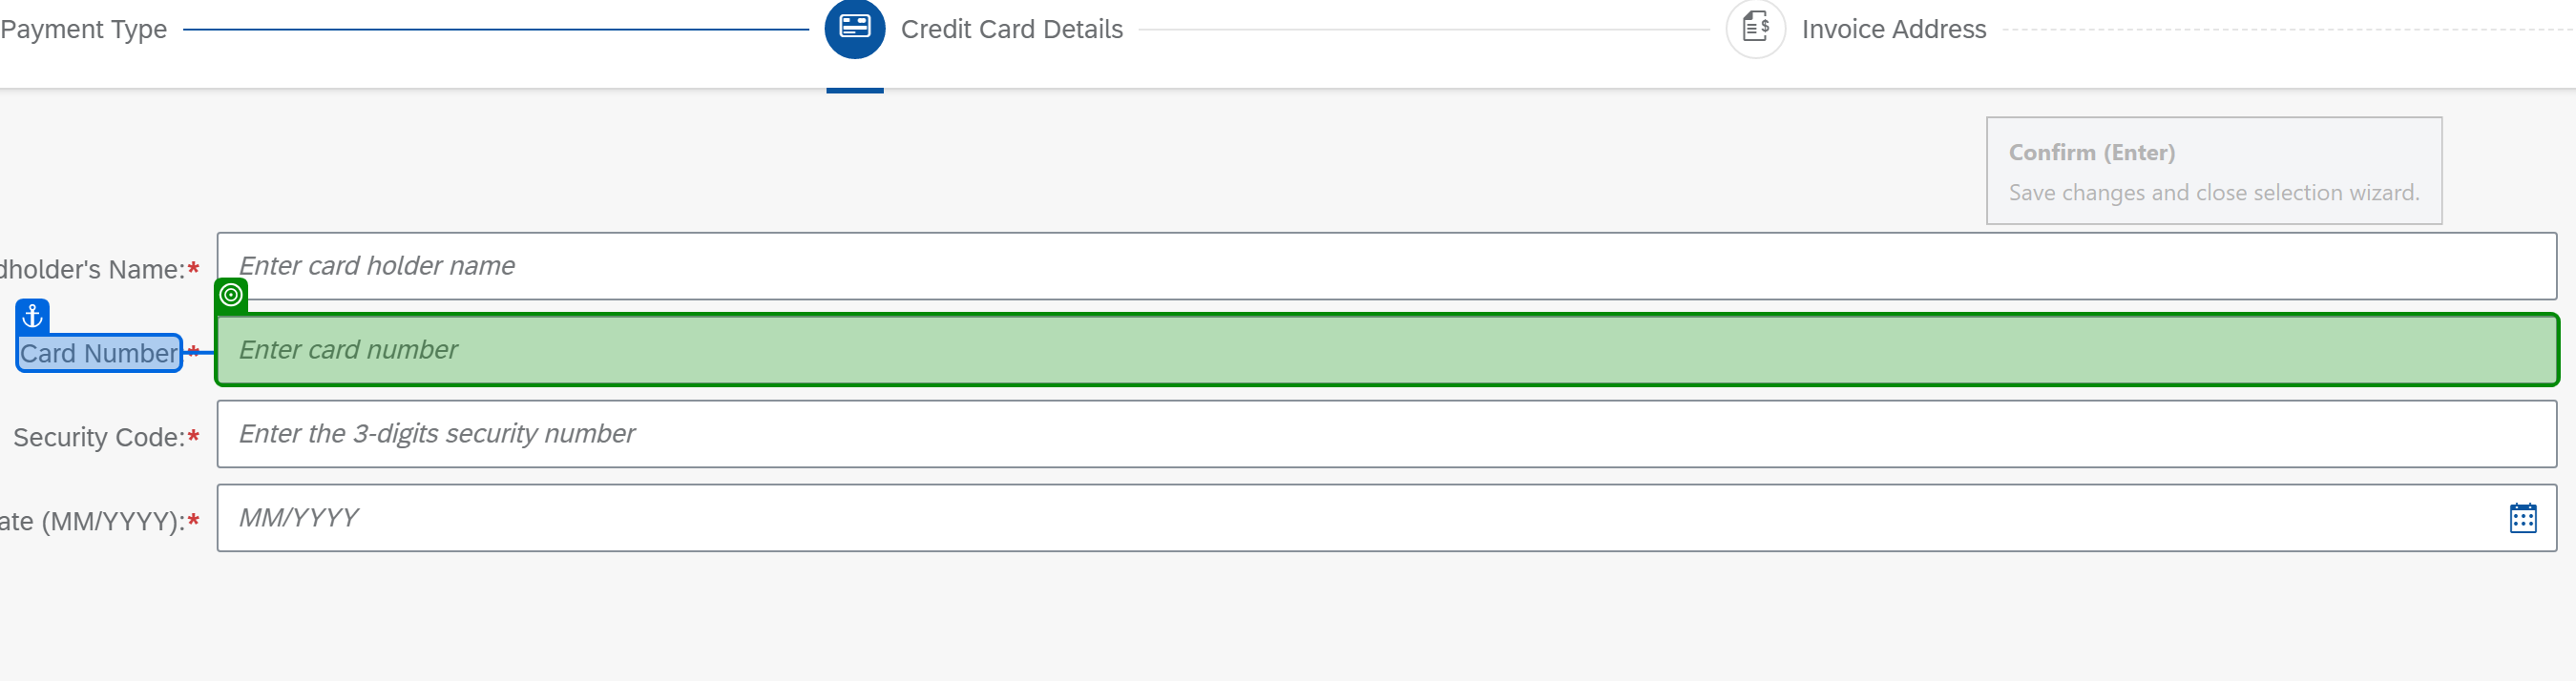 Payment Type
Credit Card Details
Invoice Address
Confirm (Enter)
Save changes and close selection wizard.
dholder's Name:*
Enter card holder name
Card Number *
Enter card number
Security Code:*
Enter the 3-digits security number
ate (MM/YYYY):*
MM/YYYY